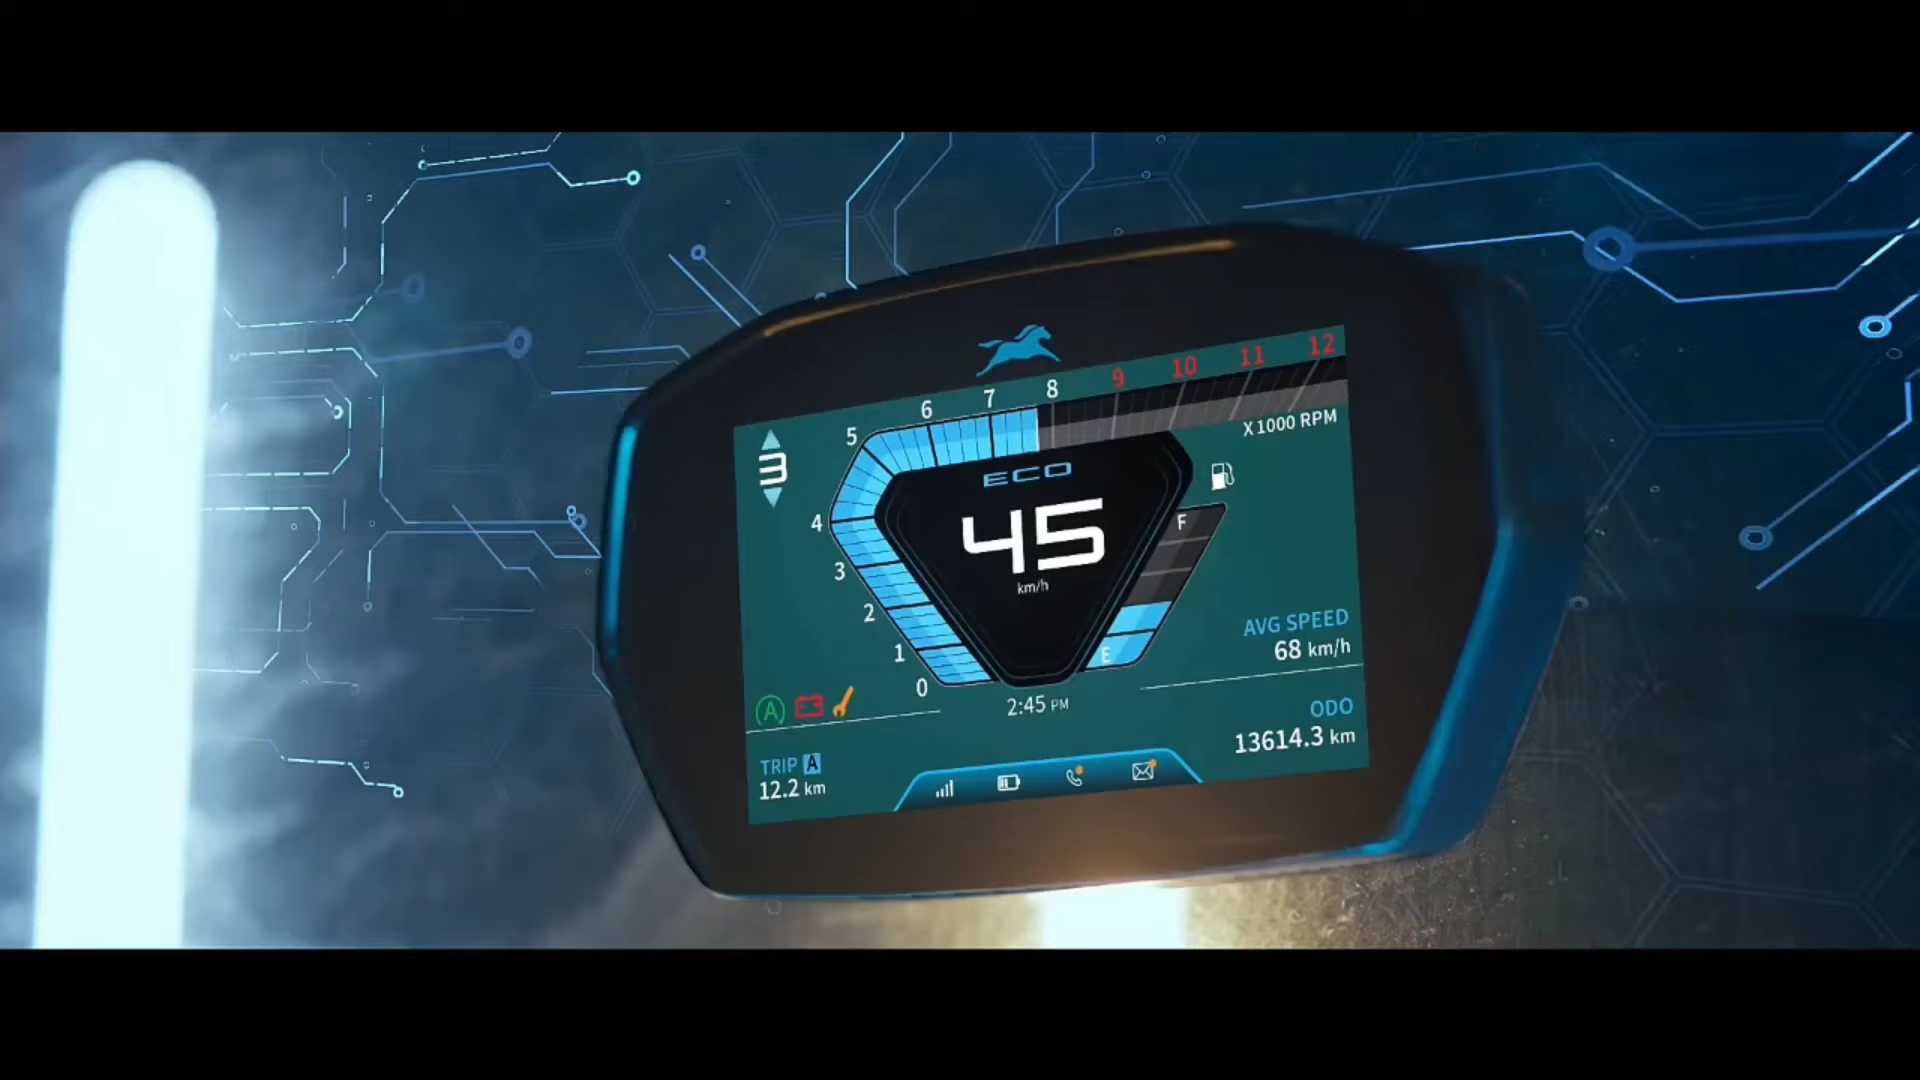 6 7 8 9 10 11 12
5
X 1000 RPM
3
ECO
45
km/h
4
F
3
2
AVG SPEED
68 km/h
1
E
0
2:45 PM
A
ODO
13614.3 km
TRIP A
12.2 km